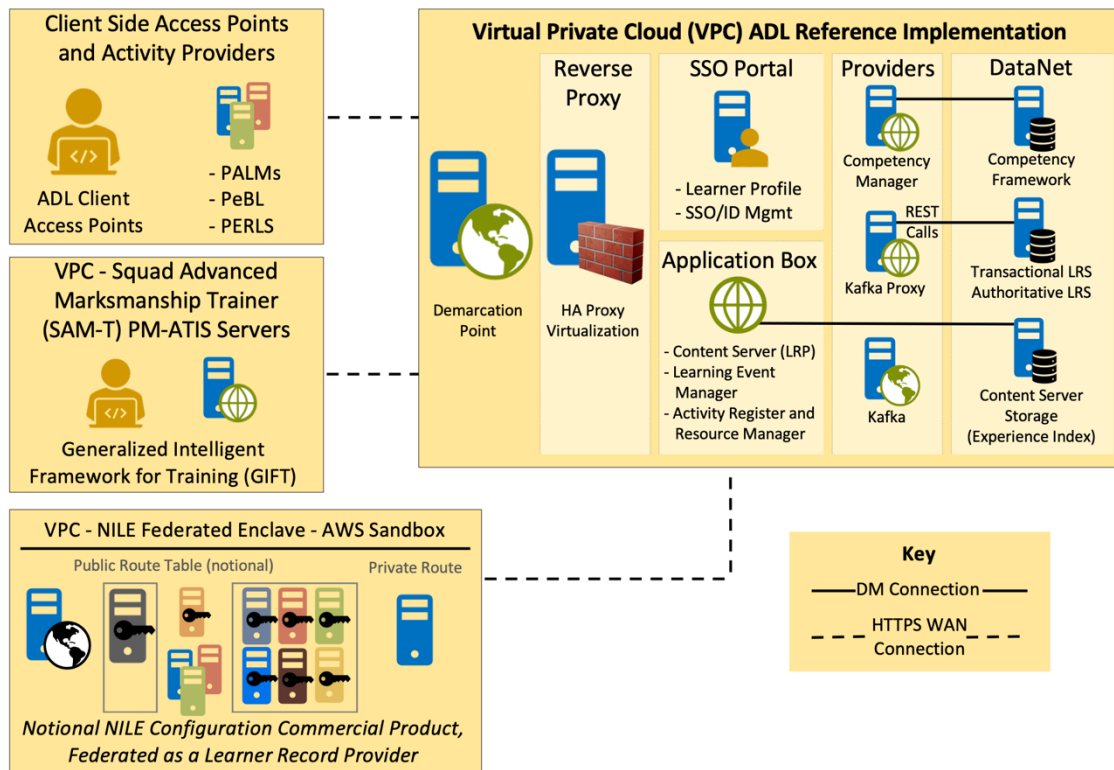 Client Side Access Points
and Activity Providers
ADL Client
Access Points
- PALMs
- PeBL
- PERLS
VPC - Squad Advanced
Marksmanship Trainer
(SAM-T) PM-ATIS Servers
Generalized Intelligent
Framework for Training (GIFT)
Virtual Private Cloud (VPC) ADL Reference Implementation
Demarcation
Point
Reverse
Proxy
HA Proxy
Virtualization
SSO Portal
- Learner Profile
- SSO/ID Mgmt
Application Box
- Content Server (LRP)
- Learning Event
Manager
- Activity Register and
Resource Manager
Providers
Competency
Manager
REST
Calls
Kafka Proxy
Kafka
DataNet
Competency
Framework
Transactional LRS
Authoritative LRS
Content Server
Storage
(Experience Index)
VPC - NILE Federated Enclave - AWS Sandbox
Public Route Table (notional)
Private Route
Notional NILE Configuration Commercial Product,
Federated as a Learner Record Provider
Key
DM Connection
HTTPS WAN
Connection